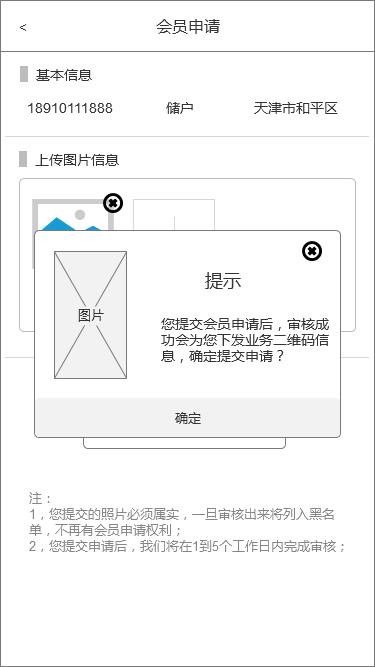 <
会员申请
基本信息
18910111888 储户 天津市和平区
上传图片信息
提示
图片
您提交会员申请后，审核成
功会为您下发业务二维码信
息，确定提交申请？
确定
注：
1，您提交的照片必须属实，一旦审核出来将列入黑名
单，不再有会员申请权利；
2，您提交申请后，我们将在1到5个工作日内完成审核；